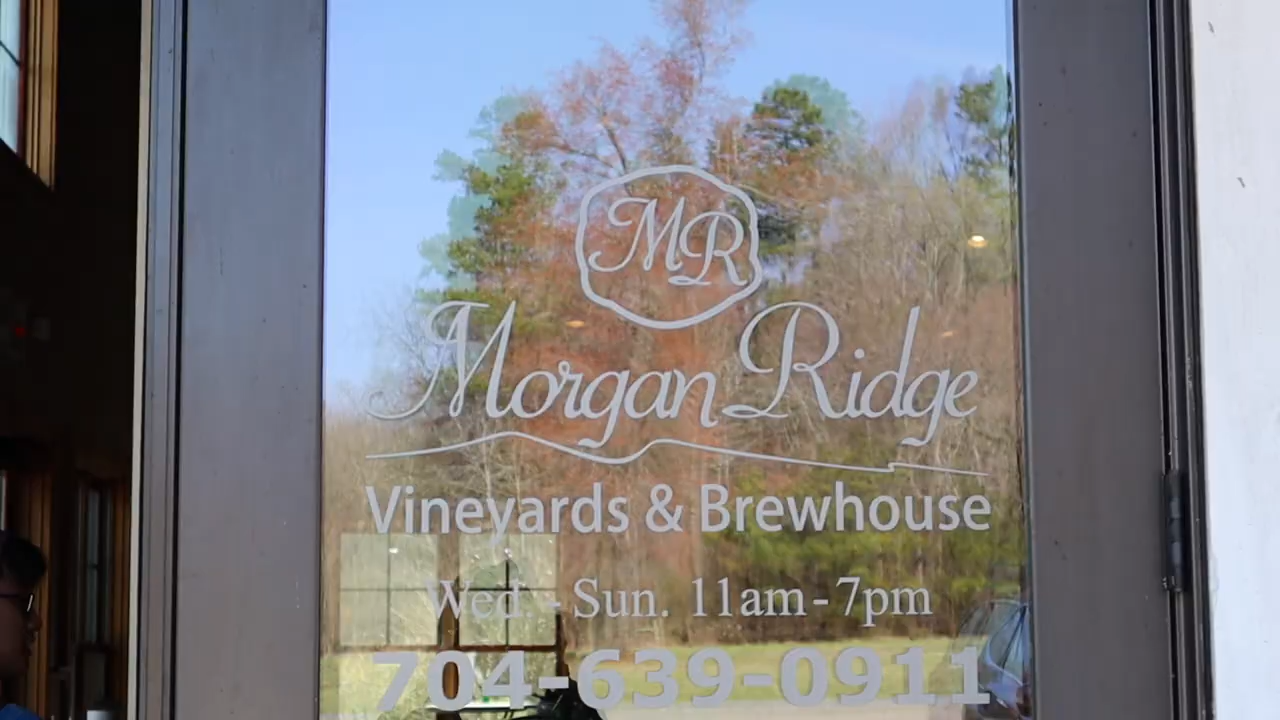 MR
Morgan Ridge
Vineyards & Brewhouse
Wed - Sun. 11am-7pm
704-639-0911